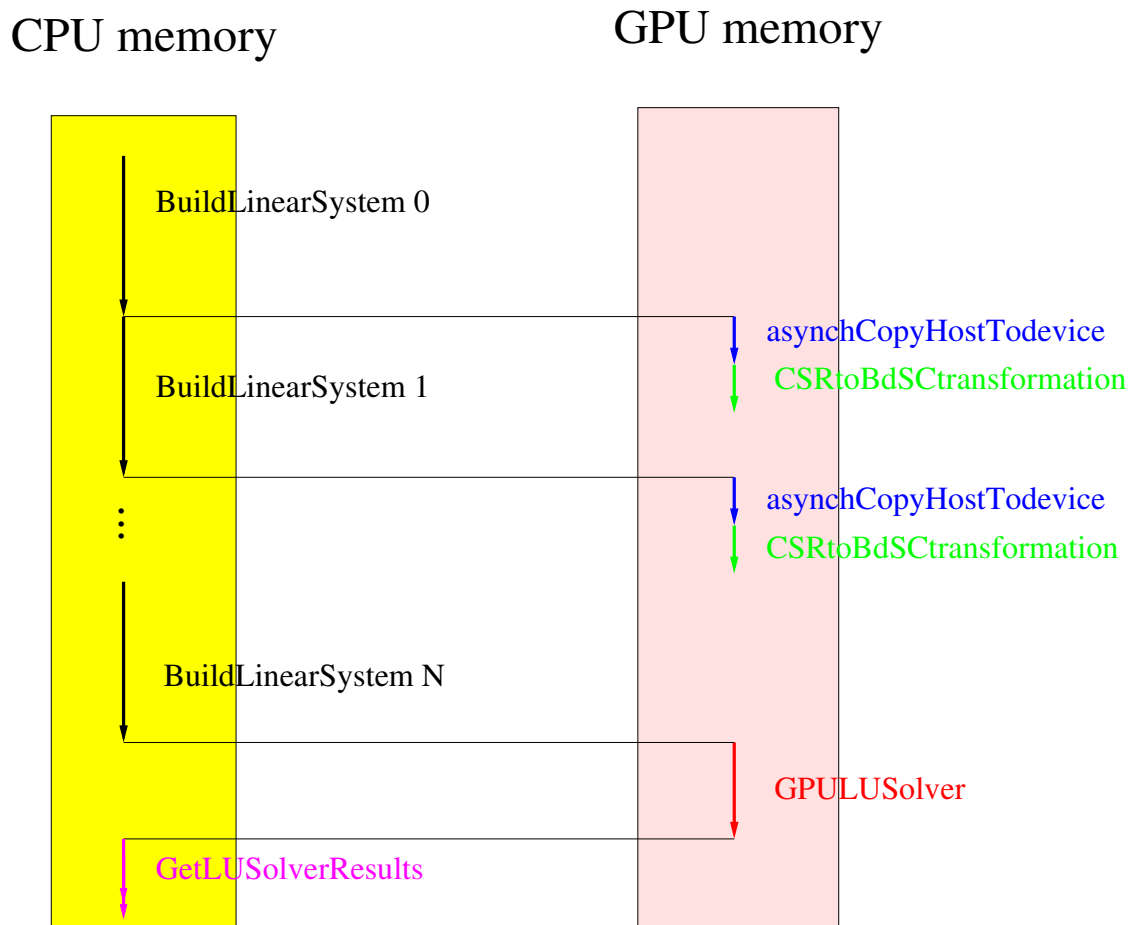 CPU memory
GPU memory
BuildLinearSystem 0
asynchCopyHostTodevice
CSRtoBdSCtransformation
BuildLinearSystem 1
asynchCopyHostTodevice
CSRtoBdSCtransformation
...
BuildLinearSystem N
GPULUSolver
GetLUSolverResults